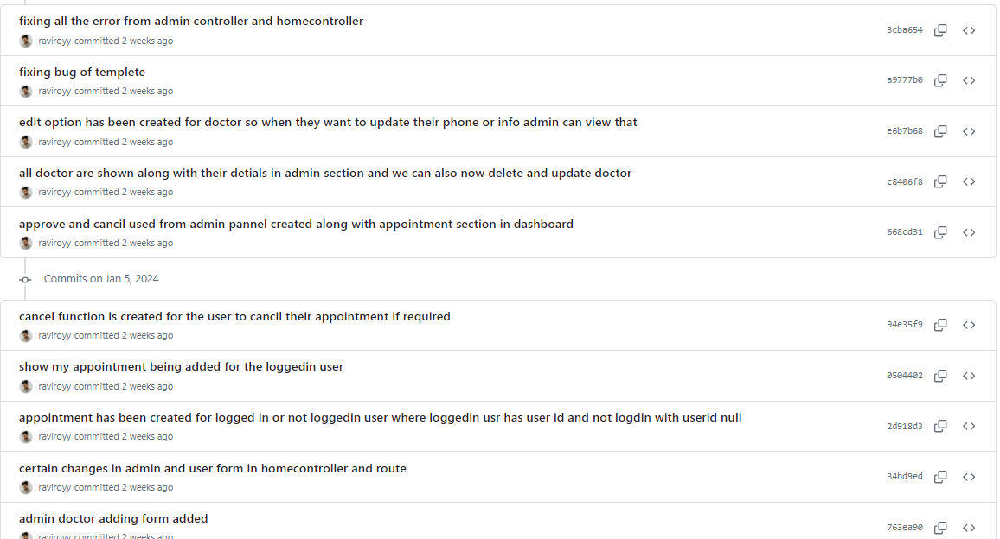 fixing all the error from admin controller and homecontroller
raviroyy committed 2 weeks ago
3cba654
fixing bug of templete
raviroyy committed 2 weeks ago
a9777b0
edit option has been created for doctor so when they want to update their phone or info admin can view that
raviroyy committed 2 weeks ago
e6b7b68
all doctor are shown along with their detials in admin section and we can also now delete and update doctor
raviroyy committed 2 weeks ago
c8406f8
approve and cancil used from admin pannel created along with appointment section in dashboard
raviroyy committed 2 weeks ago
668cd31
Commits on Jan 5, 2024
cancel function is created for the user to cancil their appointment if required
raviroyy committed 2 weeks ago
94e35f9
show my appointment being added for the loggedin user
raviroyy committed 2 weeks ago
0504402
appointment has been created for logged in or not loggedin user where loggedin usr has user id and not logdin with userid null
raviroyy committed 2 weeks ago
2d918d3
certain changes in admin and user form in homecontroller and route
raviroyy committed 2 weeks ago
34bd9ed
admin doctor adding form added
raviroyy committed 2 weeks ago
763ea90